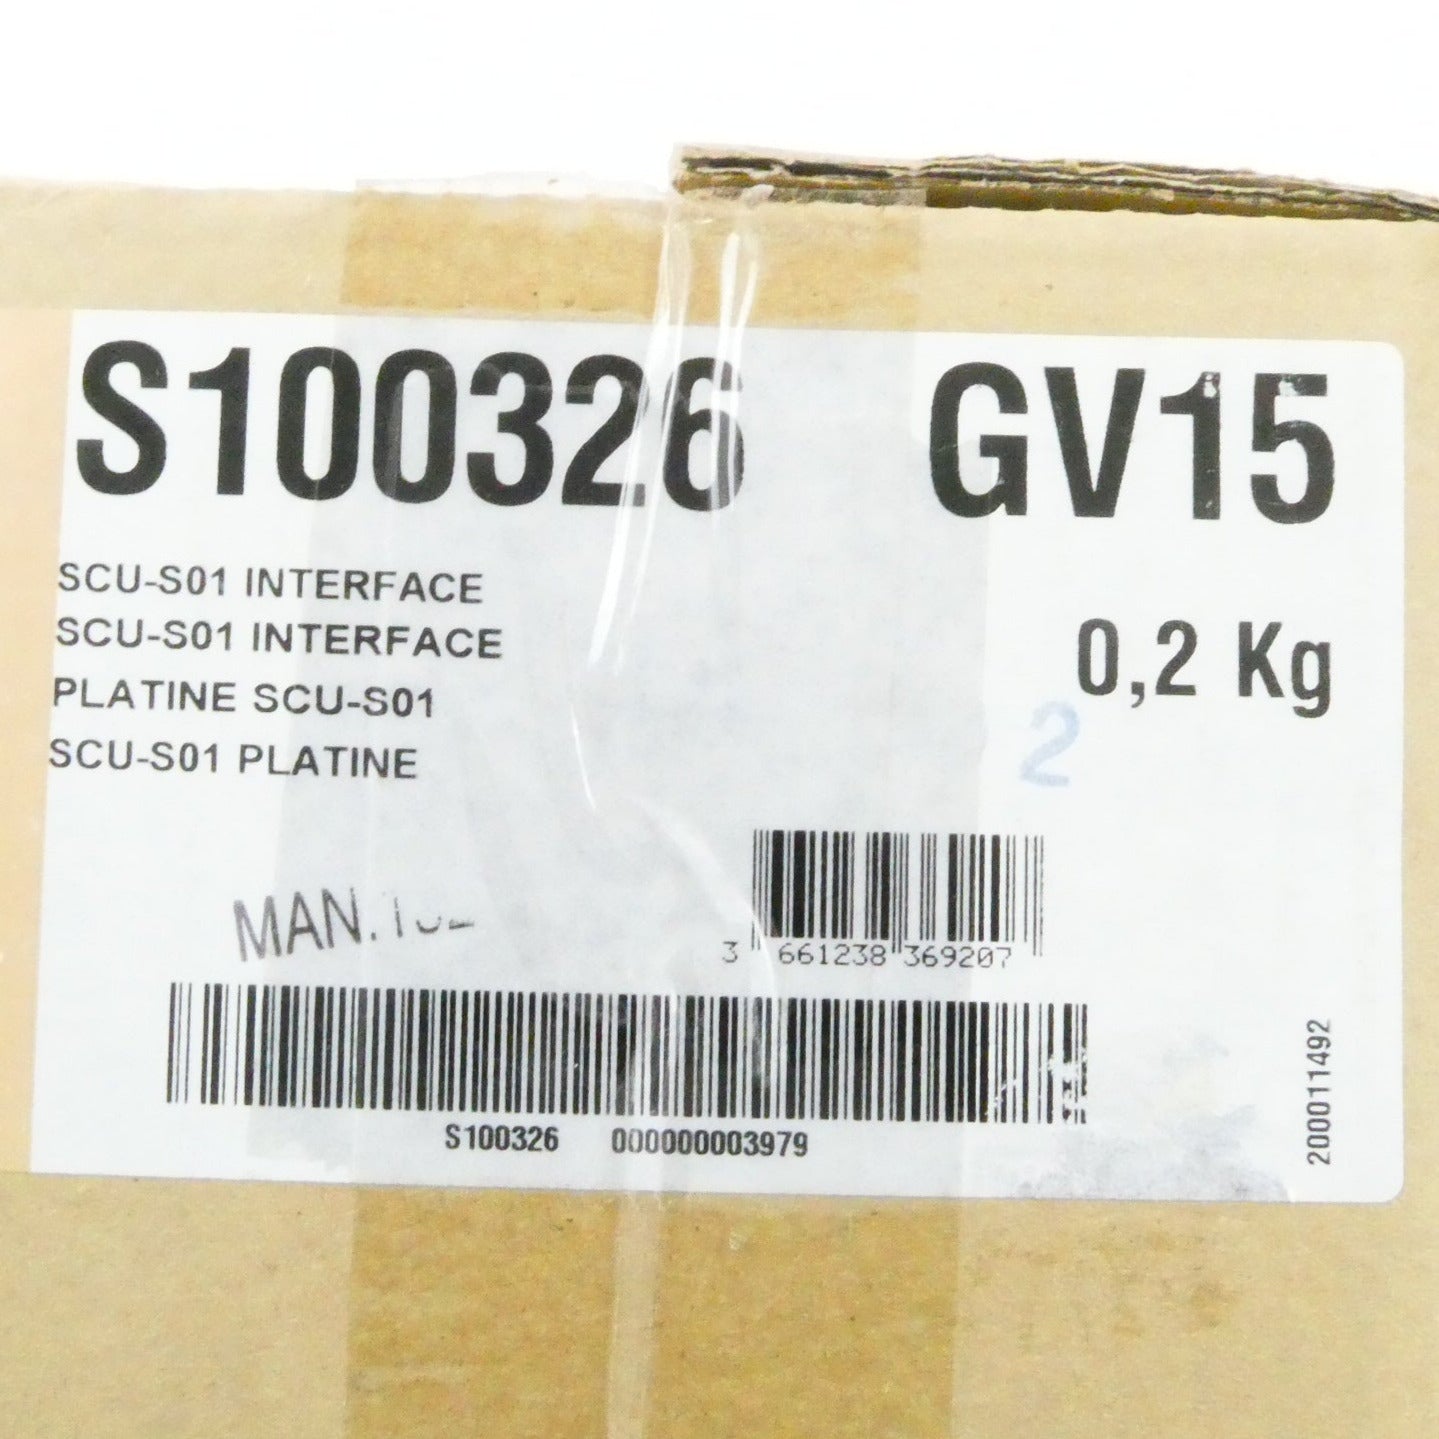 S100326 GV15
SCU-S01 INTERFACE
SCU-S01 INTERFACE
PLATINE SCU-S01
SCU-S01 PLATINE
0,2 Kg
2
MAN.
3 661238 369207
S100326 000000003979
200011492